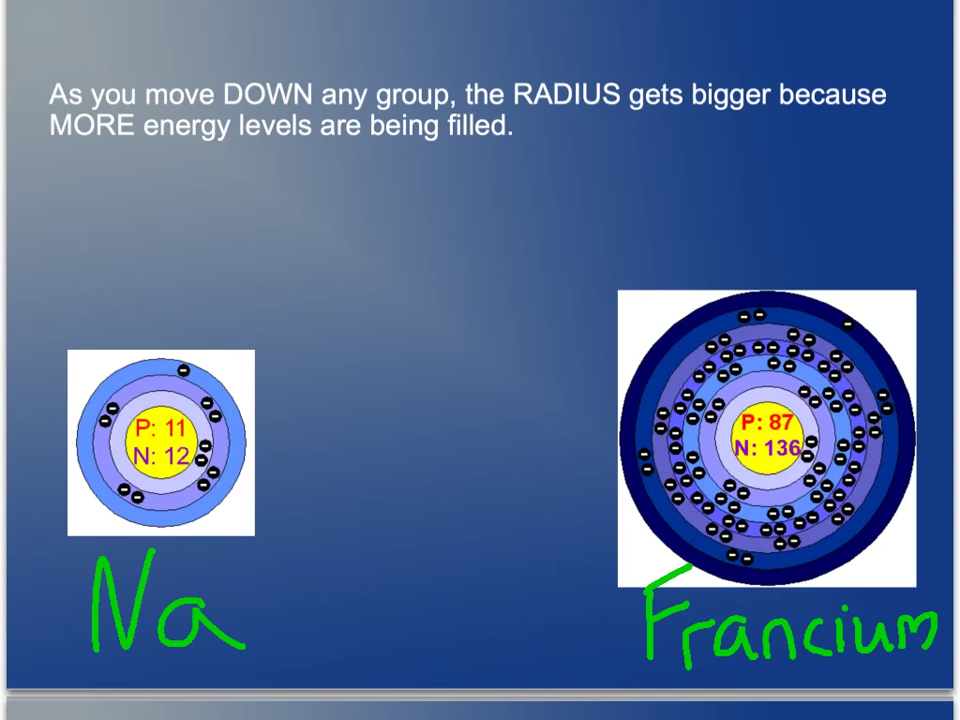 As you move DOWN any group, the RADIUS gets bigger because
MORE energy levels are being filled.
P: 11
N: 12
P: 87
N: 136
Na
Francium